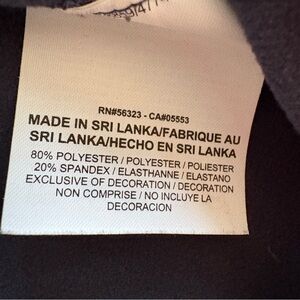 RN#56323 - CA#05553
MADE IN SRI LANKA/FABRIQUE AU
SRI LANKA/HECHO EN SRI LANKA
80% POLYESTER / POLYESTER / POLIESTER
20% SPANDEX / ELASTHANNE / ELASTANO
EXCLUSIVE OF DECORATION / DECORATION
NON COMPRISE / NO INCLUYE LA
DECORACION